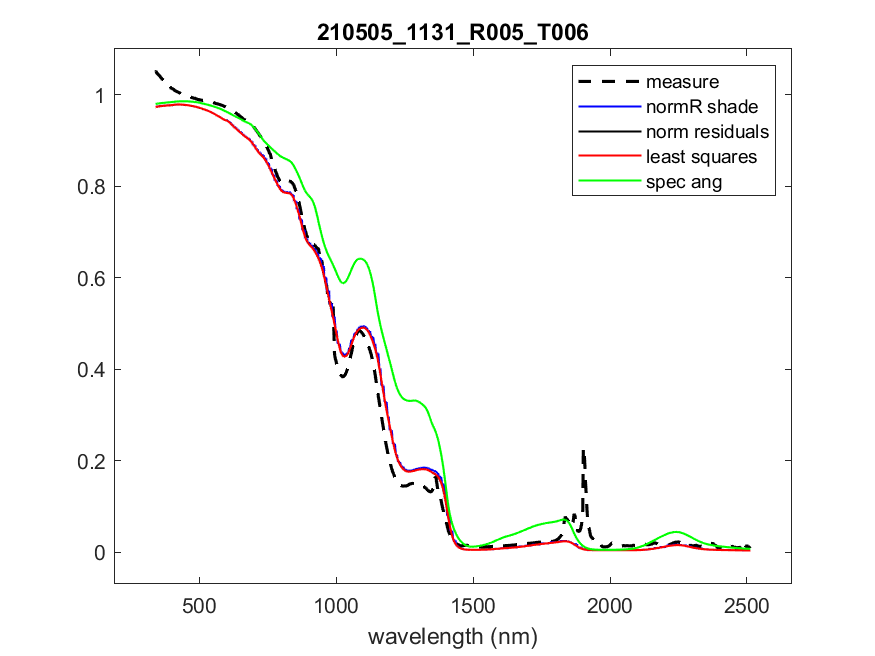 210505_1131_R005_T006
measure
normR shade
norm residuals
least squares
spec ang
1
0.8
0.6
0.4
0.2
0
500
1000
1500
2000
2500
wavelength (nm)